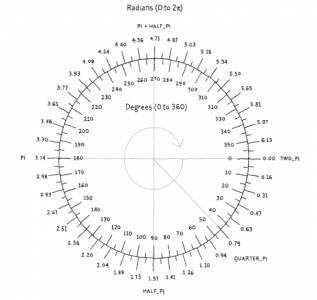 Radians (0 to 2π)
PI + HALF_PI
4.24 4.40 4.56 4.71 4.87 5.03 5.18
4.08 5.34
3.93 5.50
3.77 5.65
3.61 5.81
3.46 5.97
3.30 6.13
240 250 260 270 280 290 300
230 310
220 320
210 330
200 340
190 350
Degrees (0 to 360)
PI 3.14 180 0 0.00 TWO_PI
2.98 170 10 0.16
2.83 160 20 0.31
2.67 150 30 0.47
2.51 140 40 0.63
2.36 130 50 0.79
QUARTER_PI
2.20 120 110 100 90 80 70 60 0.94
2.04 1.88 1.73 1.57 1.41 1.26 1.10
HALF_PI